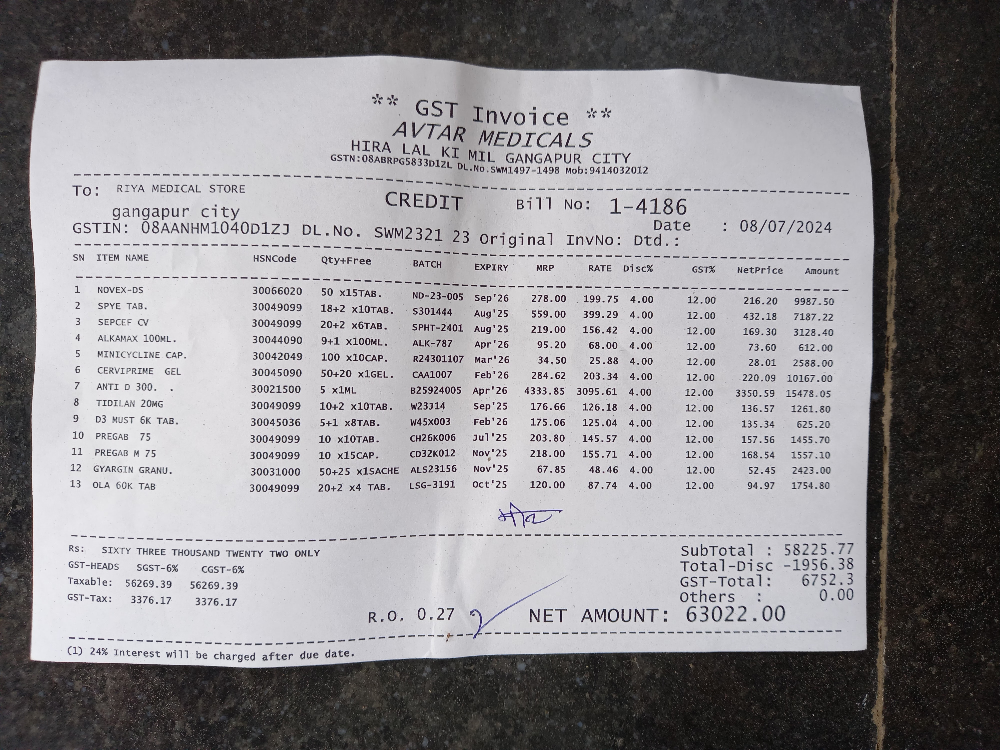 ** GST Invoice **
AVTAR MEDICALS
HIRA LAL KI MIL GANGAPUR CITY
GSTN:08ABRPG5833D1ZL DL.No.SWM1497-1498 Mob:9414032012
To: RIYA MEDICAL STORE CREDIT Bill No: 1-4186
gangapur city Date : 08/07/2024
GSTIN: 08AANHM1040D1ZJ DL.No. SWM2321 23 Original InvNo: Dtd.:
SN ITEM NAME HSNCode Qty+Free BATCH EXPIRY MRP RATE Disc% GST% NetPrice Amount
1 NOVEX-DS 30066020 50 x15TAB. ND-23-005 Sep'26 278.00 199.75 4.00 12.00 216.20 9987.50
2 SPYE TAB. 30049099 18+2 x10TAB. S301444 Aug'25 559.00 399.29 4.00 12.00 432.18 7187.22
3 SEPCEF CV 30049099 20+2 x6TAB. SPHT-2401 Aug'25 219.00 156.42 4.00 12.00 169.30 3128.40
4 ALKAMAX 100ML. 30044090 9+1 x100ML. ALK-787 Apr'26 95.20 68.00 4.00 12.00 73.60 612.00
5 MINICYCLINE CAP. 30042049 100 x10CAP. R24301107 Mar'26 34.50 25.88 4.00 12.00 28.01 2588.00
6 CERVIPRIME GEL 30045090 50+20 x1GEL. CAA1007 Feb'26 284.62 203.34 4.00 12.00 220.09 10167.00
7 ANTI D 300. . 30021500 5 x1ML B25924005 Apr'26 4333.85 3095.61 4.00 12.00 3350.59 15478.05
8 TIDILAN 20MG 30049099 10+2 x10TAB. W23J14 Sep'25 176.66 126.18 4.00 12.00 136.57 1261.80
9 D3 MUST 6K TAB. 30045036 5+1 x8TAB. W45X003 Feb'26 175.06 125.04 4.00 12.00 135.34 625.20
10 PREGAB 75 30049099 10 x10TAB. CH26K006 Jul'25 203.80 145.57 4.00 12.00 157.56 1455.70
11 PREGAB M 75 30049099 10 x15CAP. CD32K012 Nov'25 218.00 155.71 4.00 12.00 168.54 1557.10
12 GYARGIN GRANU. 30031000 50+25 x1SACHE ALS23156 Nov'25 67.85 48.46 4.00 12.00 52.45 2423.00
13 OLA 60K TAB 30049099 20+2 x4 TAB. LSG-3191 Oct'25 120.00 87.74 4.00 12.00 94.97 1754.80
Rs: SIXTY THREE THOUSAND TWENTY TWO ONLY SubTotal : 58225.77
GST-HEADS SGST-6% CGST-6% Total-Disc -1956.38
Taxable: 56269.39 56269.39 GST-Total: 6752.3
GST-Tax: 3376.17 3376.17 Others : 0.00
R.O. 0.27 NET AMOUNT: 63022.00
(1) 24% Interest will be charged after due date.